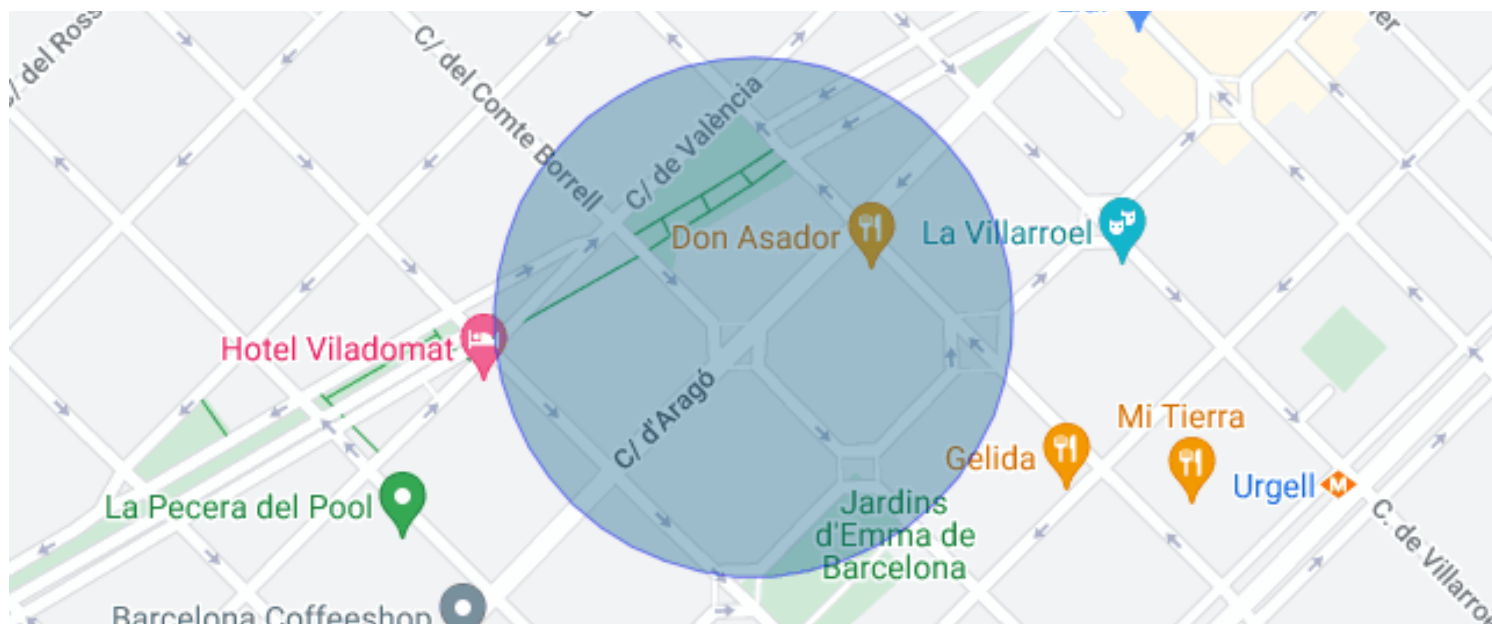 C/ del Ross
C/ del Comte Borrell
C/ de València
Don Asador
La Villarroel
Hotel Viladomat
C/ d'Aragó
Mi Tierra
Gelida
Urgell
M
La Pecera del Pool
Jardins
d'Emma de
Barcelona
C. de Villarro
Barcelona Coffeeshop